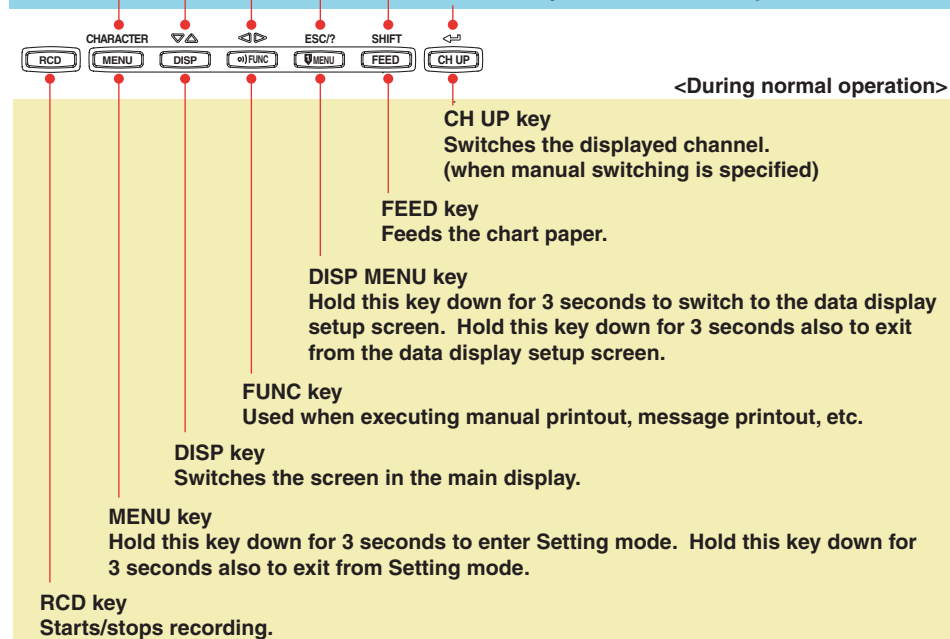 CHARACTER ▽△ ◁▷ ESC/? SHIFT ↵
RCD MENU DISP FUNC MENU FEED CH UP
<During normal operation>
CH UP key
Switches the displayed channel.
(when manual switching is specified)
FEED key
Feeds the chart paper.
DISP MENU key
Hold this key down for 3 seconds to switch to the data display
setup screen. Hold this key down for 3 seconds also to exit
from the data display setup screen.
FUNC key
Used when executing manual printout, message printout, etc.
DISP key
Switches the screen in the main display.
MENU key
Hold this key down for 3 seconds to enter Setting mode. Hold this key down for
3 seconds also to exit from Setting mode.
RCD key
Starts/stops recording.